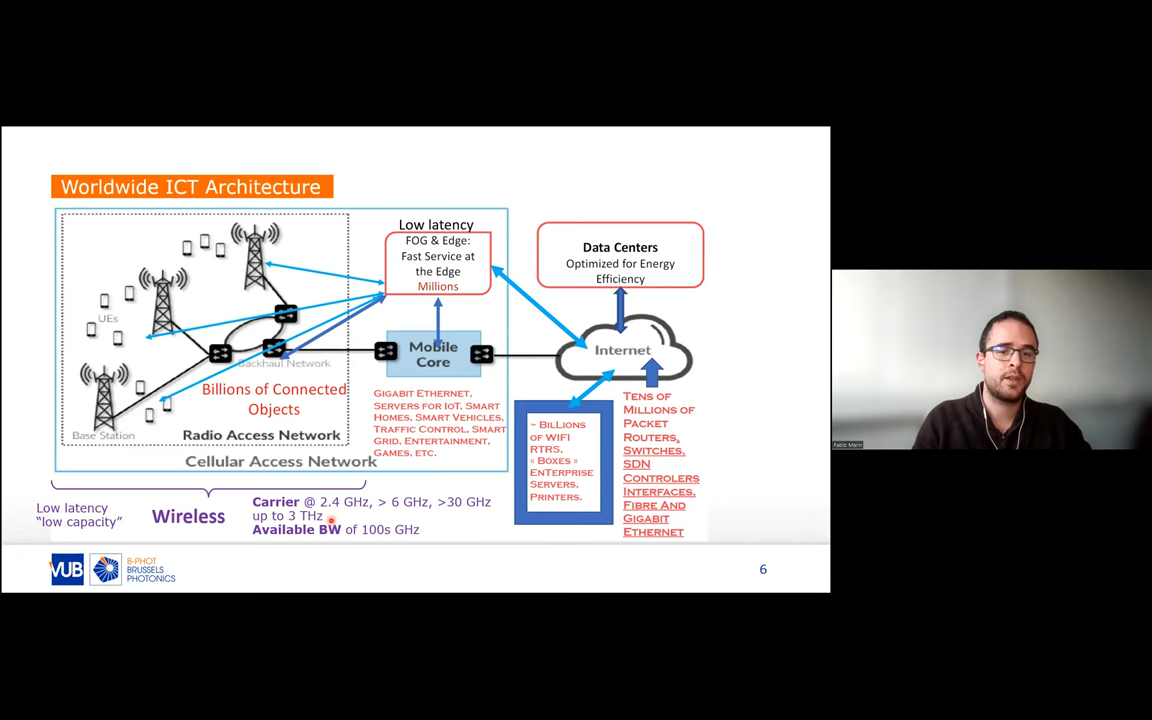 Worldwide ICT Architecture
Low latency
FOG & Edge:
Fast Service at
the Edge
Millions
Data Centers
Optimized for Energy
Efficiency
UEs
Backhaul Network
Mobile
Core
Internet
Billions of Connected
Objects
Base Station
Radio Access Network
Cellular Access Network
GIGABIT ETHERNET,
SERVERS FOR IOT, SMART
HOMES, SMART VEHICLES,
TRAFFIC CONTROL, SMART
GRID, ENTERTAINMENT,
GAMES, ETC.
~ BILLIONS
OF WIFI
RTRS,
« BOXES »
ENTERPRISE
SERVERS,
PRINTERS.
TENS OF
MILLIONS OF
PACKET
ROUTERS,
SWITCHES,
SDN
CONTROLERS
INTERFACES,
FIBRE AND
GIGABIT
ETHERNET
Low latency
"low capacity"
Wireless
Carrier @ 2.4 GHz, > 6 GHz, >30 GHz
up to 3 THz
Available BW of 100s GHz
VUB
B-PHOT
BRUSSELS
PHOTONICS
6
Pablo Marin